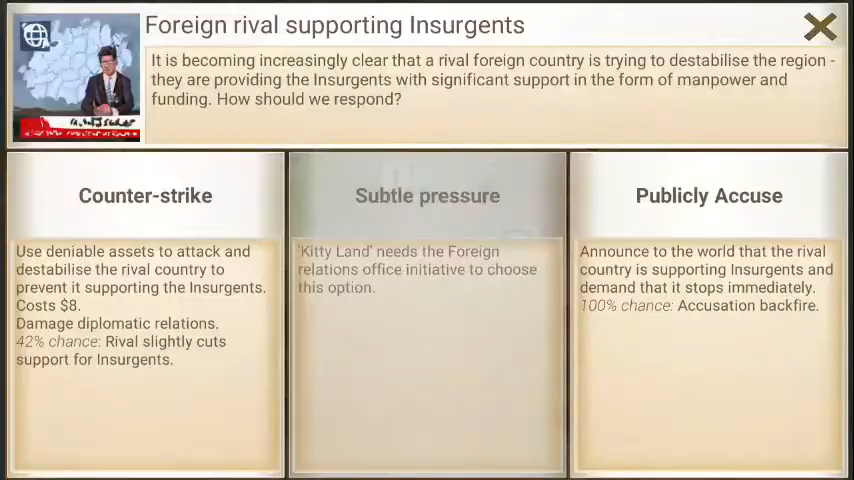 Foreign rival supporting Insurgents
It is becoming increasingly clear that a rival foreign country is trying to destabilise the region -
they are providing the Insurgents with significant support in the form of manpower and
funding. How should we respond?
Counter-strike
Use deniable assets to attack and
destabilise the rival country to
prevent it supporting the Insurgents.
Costs $8.
Damage diplomatic relations.
42% chance: Rival slightly cuts
support for Insurgents.
Subtle pressure
'Kitty Land' needs the Foreign
relations office initiative to choose
this option.
Publicly Accuse
Announce to the world that the rival
country is supporting Insurgents and
demand that it stops immediately.
100% chance: Accusation backfire.